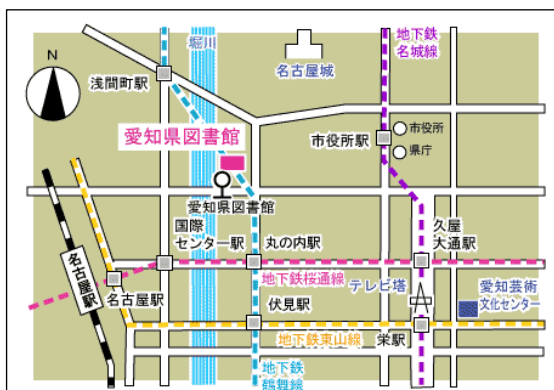 地下鉄
名城線
堀川
N
名古屋城
浅間町駅
愛知県図書館
市役所駅
市役所
県庁
愛知県図書館
国際
センター駅
丸の内駅
久屋
大通駅
名古屋駅
名古屋駅
地下鉄桜通線
テレビ塔
愛知芸術
文化センター
伏見駅
地下鉄東山線
栄駅
地下鉄
鶴舞線